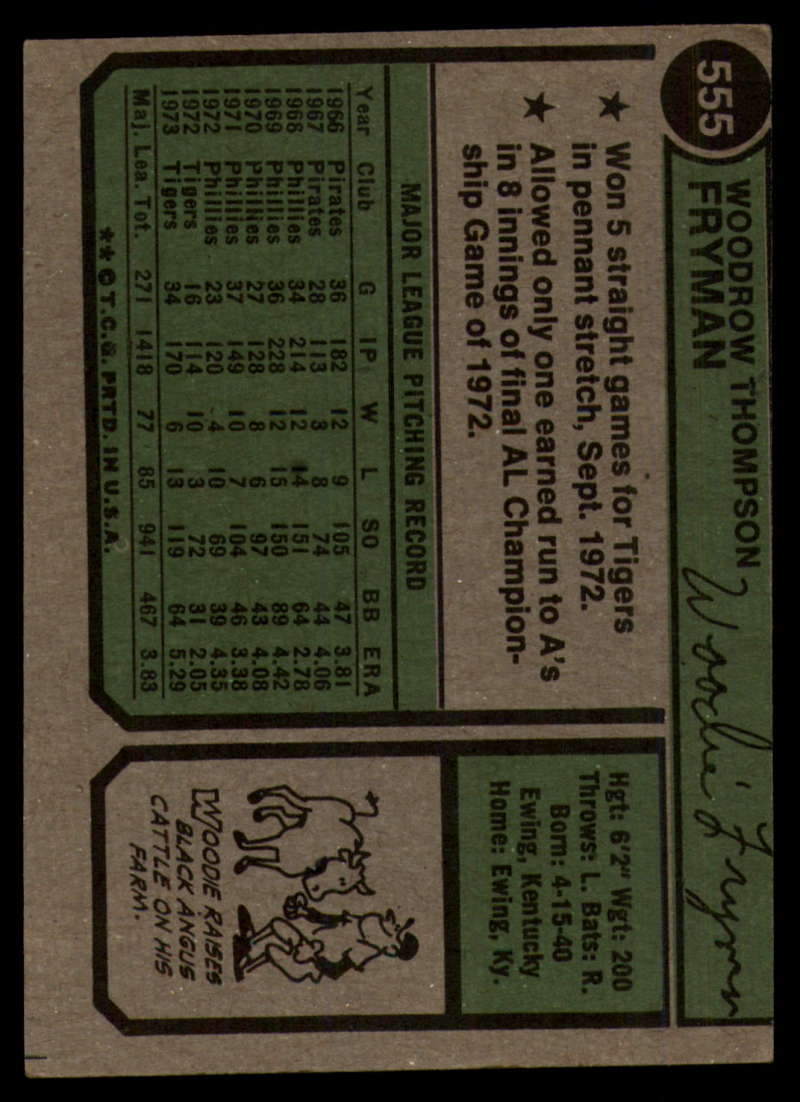 555
WOODROW THOMPSON
FRYMAN
Woodie Fryman
★ Won 5 straight games for Tigers
in pennant stretch, Sept. 1972.
★ Allowed only one earned run to A's
in 8 innings of final AL Champion-
ship Game of 1972.
MAJOR LEAGUE PITCHING RECORD
Year Club G IP W L SO BB ERA
1966 Pirates 36 182 12 9 105 47 3.81
1967 Pirates 28 113 3 8 74 44 4.06
1968 Phillies 34 214 12 14 151 64 2.78
1969 Phillies 36 228 12 15 150 89 4.42
1970 Phillies 27 128 8 6 97 43 4.08
1971 Phillies 37 149 10 7 104 46 3.38
1972 Phillies 23 120 4 10 69 39 4.35
1972 Tigers 16 114 10 3 72 31 2.05
1973 Tigers 34 170 6 13 119 64 5.29
Maj. Lea. Tot. 271 1418 77 85 941 467 3.83
**©T.C.G. PRTD. IN U.S.A.
Hgt: 6'2" Wgt: 200
Throws: L. Bats: R.
Born: 4-15-40
Ewing, Kentucky
Home: Ewing, Ky.
WOODIE RAISES
BLACK ANGUS
CATTLE ON HIS
FARM.